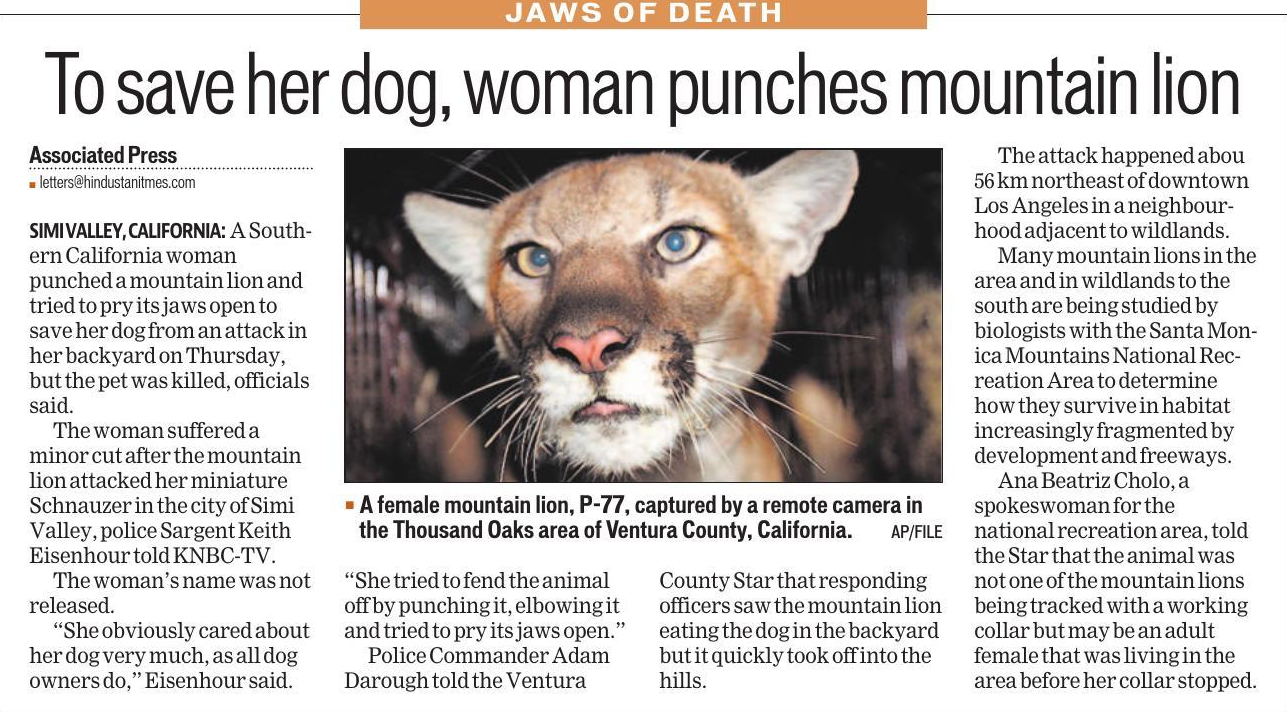 JAWS OF DEATH
To save her dog, woman punches mountain lion
Associated Press
letters@hindustanitmes.com
SIMI VALLEY, CALIFORNIA: A South-
ern California woman
punched a mountain lion and
tried to pry its jaws open to
save her dog from an attack in
her backyard on Thursday,
but the pet was killed, officials
said.
The woman suffered a
minor cut after the mountain
lion attacked her miniature
Schnauzer in the city of Simi
Valley, police Sargent Keith
Eisenhour told KNBC-TV.
The woman’s name was not
released.
“She obviously cared about
her dog very much, as all dog
owners do,” Eisenhour said.
A female mountain lion, P-77, captured by a remote camera in
the Thousand Oaks area of Ventura County, California. AP/FILE
“She tried to fend the animal
off by punching it, elbowing it
and tried to pry its jaws open.”
Police Commander Adam
Darough told the Ventura
County Star that responding
officers saw the mountain lion
eating the dog in the backyard
but it quickly took off into the
hills.
The attack happened abou
56 km northeast of downtown
Los Angeles in a neighbour-
hood adjacent to wildlands.
Many mountain lions in the
area and in wildlands to the
south are being studied by
biologists with the Santa Mon-
ica Mountains National Rec-
reation Area to determine
how they survive in habitat
increasingly fragmented by
development and freeways.
Ana Beatriz Cholo, a
spokeswoman for the
national recreation area, told
the Star that the animal was
not one of the mountain lions
being tracked with a working
collar but may be an adult
female that was living in the
area before her collar stopped.